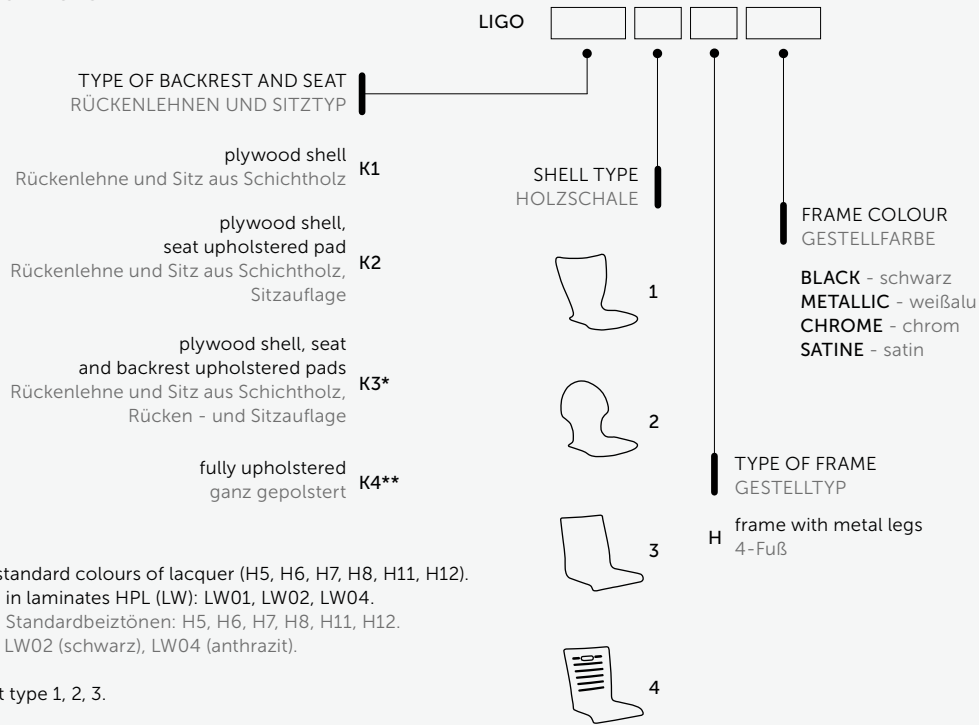 LIGO
TYPE OF BACKREST AND SEAT
RÜCKENLEHNEN UND SITZTYP
plywood shell
Rückenlehne und Sitz aus Schichtholz
K1
plywood shell,
seat upholstered pad
Rückenlehne und Sitz aus Schichtholz,
Sitzauflage
K2
plywood shell, seat
and backrest upholstered pads
Rückenlehne und Sitz aus Schichtholz,
Rücken - und Sitzauflage
K3*
fully upholstered
ganz gepolstert
K4**
SHELL TYPE
HOLZSCHALE
1
2
3
4
TYPE OF FRAME
GESTELLTYP
H
frame with metal legs
4-Fuß
FRAME COLOUR
GESTELLFARBE
BLACK - schwarz
METALLIC - weißalu
CHROME - chrom
SATINE - satin
standard colours of lacquer (H5, H6, H7, H8, H11, H12).
in laminates HPL (LW): LW01, LW02, LW04.
Standardbeiztönen: H5, H6, H7, H8, H11, H12.
LW02 (schwarz), LW04 (anthrazit).
type 1, 2, 3.